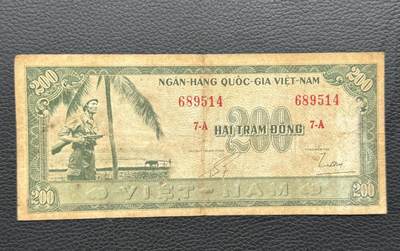 200 200
NGÂN-HÀNG QUỐC-GIA VIỆT-NAM
689514 689514
7-A 200 7-A
HAI TRĂM ĐỒNG
200 VIỆT-NAM 200